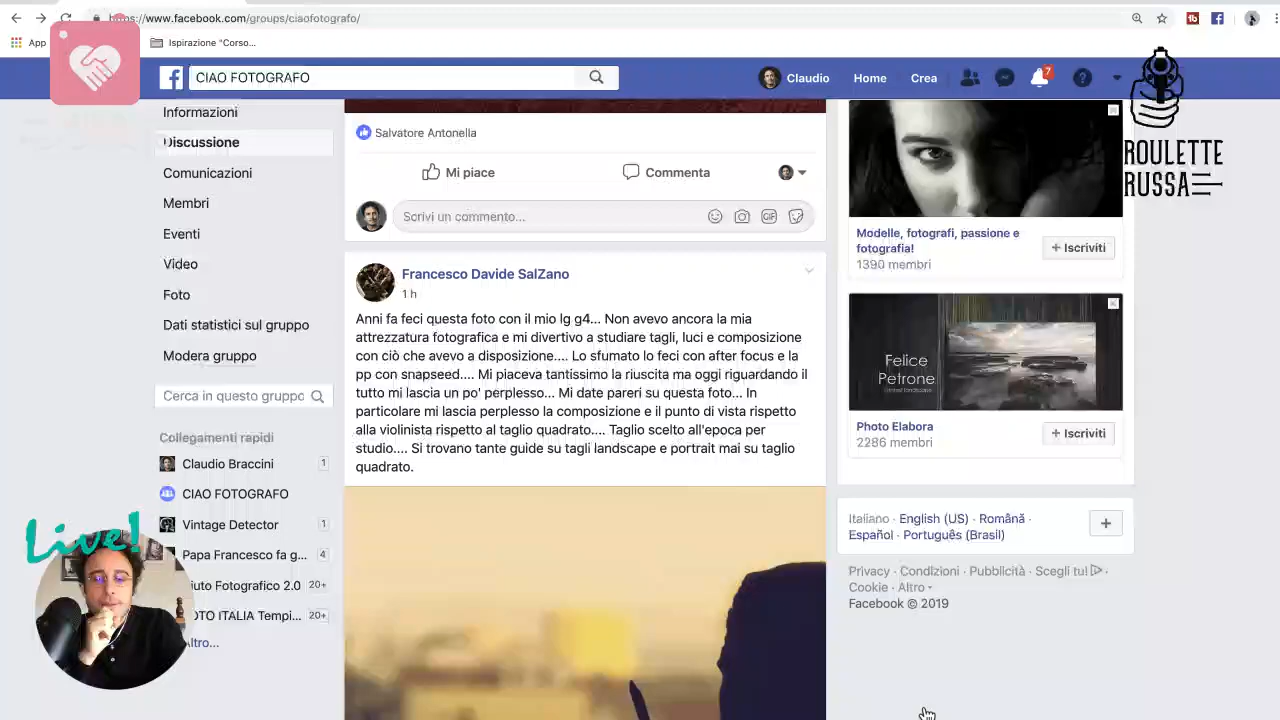 https://www.facebook.com/groups/ciaofotografo/
App
Ispirazione "Corso...
CIAO FOTOGRAFO
Claudio
Home
Crea
7
ROULETTE
RUSSA
Informazioni
Discussione
Comunicazioni
Membri
Eventi
Video
Foto
Dati statistici sul gruppo
Modera gruppo
Cerca in questo gruppo
Collegamenti rapidi
Claudio Braccini 1
CIAO FOTOGRAFO
Vintage Detector 1
Papa Francesco fa g... 4
iuto Fotografico 2.0 20+
OTO ITALIA Tempi... 20+
Altro...
Live!
Salvatore Antonella
Mi piace
Commenta
Scrivi un commento...
GIF
Francesco Davide SalZano
1 h
Anni fa feci questa foto con il mio lg g4... Non avevo ancora la mia
attrezzatura fotografica e mi divertivo a studiare tagli, luci e composizione
con ciò che avevo a disposizione.... Lo sfumato lo feci con after focus e la
pp con snapseed.... Mi piaceva tantissimo la riuscita ma oggi riguardando il
tutto mi lascia un po' perplesso... Mi date pareri su questa foto... In
particolare mi lascia perplesso la composizione e il punto di vista rispetto
alla violinista rispetto al taglio quadrato.... Taglio scelto all'epoca per
studio.... Si trovano tante guide su tagli landscape e portrait mai su taglio
quadrato.
Modelle, fotografi, passione e
fotografia!
1390 membri
+ Iscriviti
Felice
Petrone
Photo Elabora
2286 membri
+ Iscriviti
Italiano · English (US) · Română ·
Español · Português (Brasil)
Privacy · Condizioni · Pubblicità · Scegli tu! ·
Cookie · Altro
Facebook © 2019